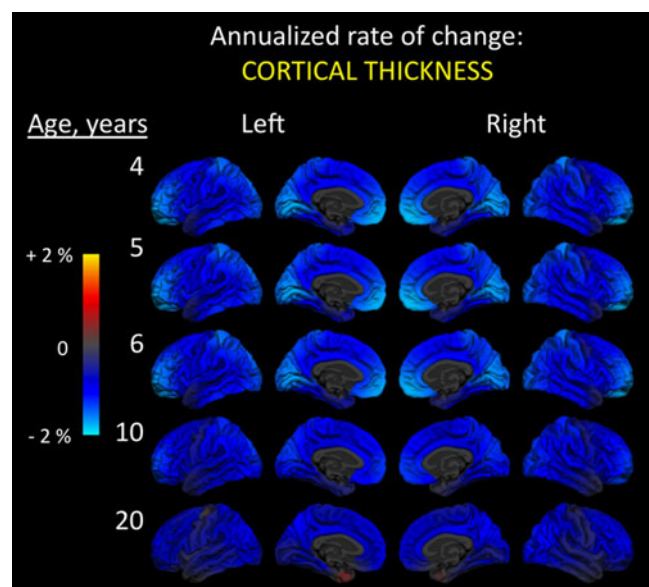 Annualized rate of change:
CORTICAL THICKNESS
Age, years Left Right
4
5
+ 2 %
6
0
10
- 2 %
20